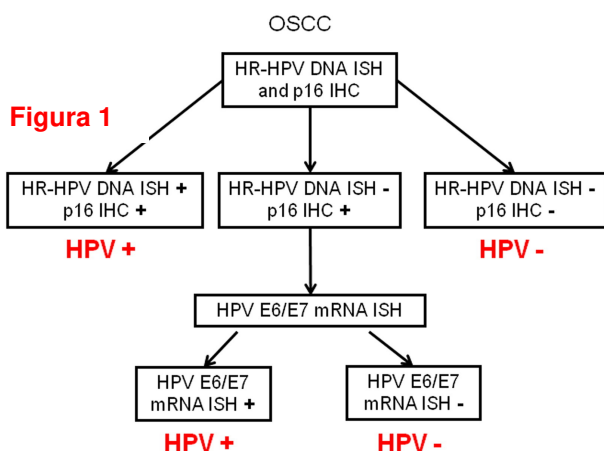 OSCC
HR-HPV DNA ISH
and p16 IHC
Figura 1
HR-HPV DNA ISH +
p16 IHC +
HPV +
HR-HPV DNA ISH -
p16 IHC +
HR-HPV DNA ISH -
p16 IHC -
HPV -
HPV E6/E7 mRNA ISH
HPV E6/E7
mRNA ISH +
HPV +
HPV E6/E7
mRNA ISH -
HPV -